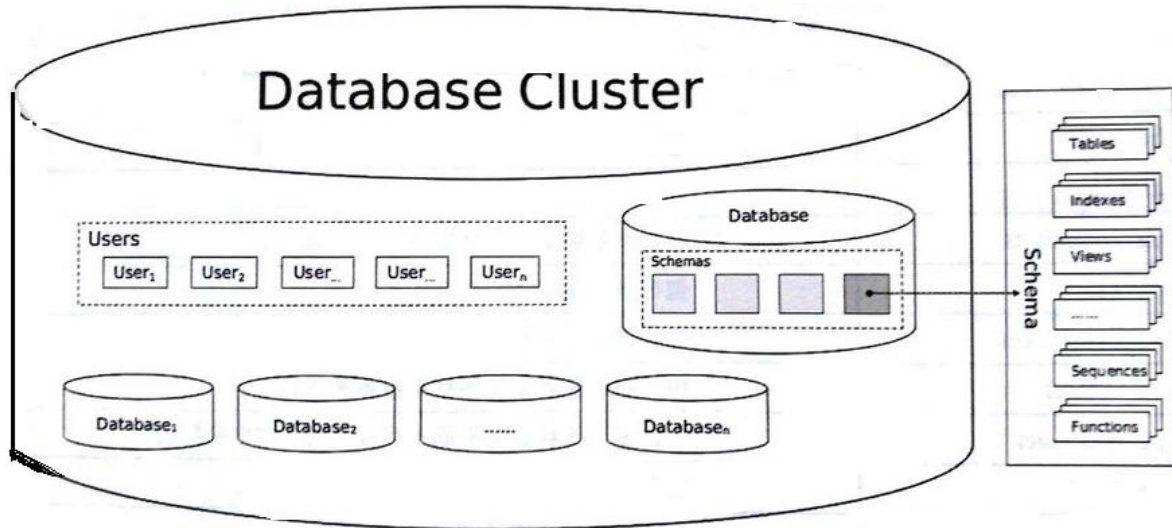 Database Cluster
Users
User₁ User₂ User... User... Userₙ
Database
Schemas
Database₁
Database₂
......
Databaseₙ
Schema
Tables
Indexes
Views
... ...
Sequences
Functions